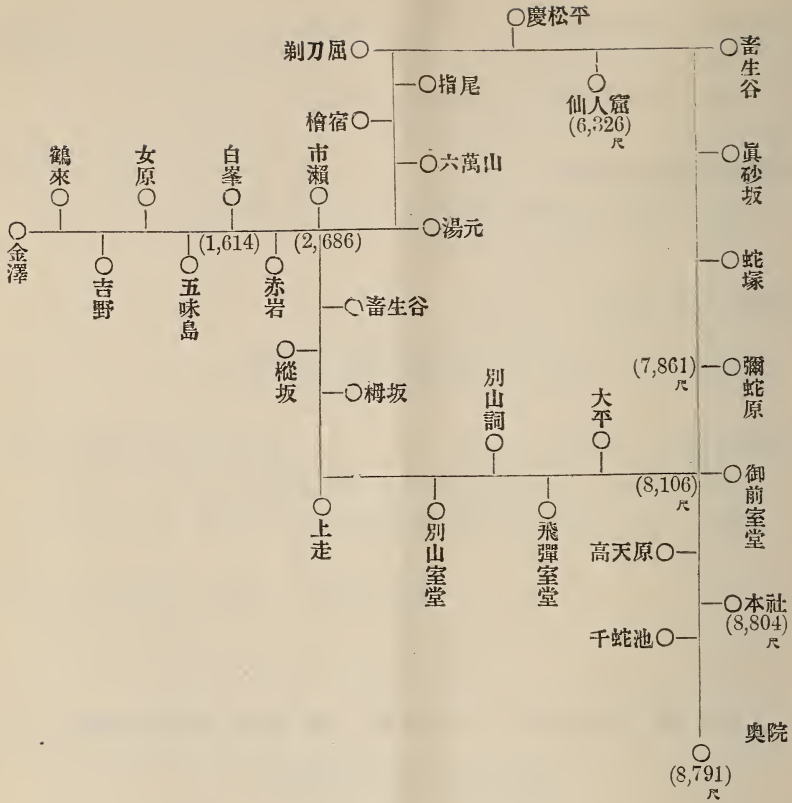 慶松平
剃刀屈
畜生谷
指尾
仙人窟
(6,326)
尺
檜宿
眞砂坂
鶴來
女原
白峯
市瀨
六萬山
湯元
金澤
(1,614)
(2,686)
吉野
五味島
赤岩
蛇塚
畜生谷
樅坂
栂坂
(7,861)
尺
彌蛇原
別山詞
大平
(8,106)
尺
御前室堂
上走
別山室堂
飛彈室堂
高天原
本社
(8,804)
尺
千蛇池
奥院
(8,791)
尺